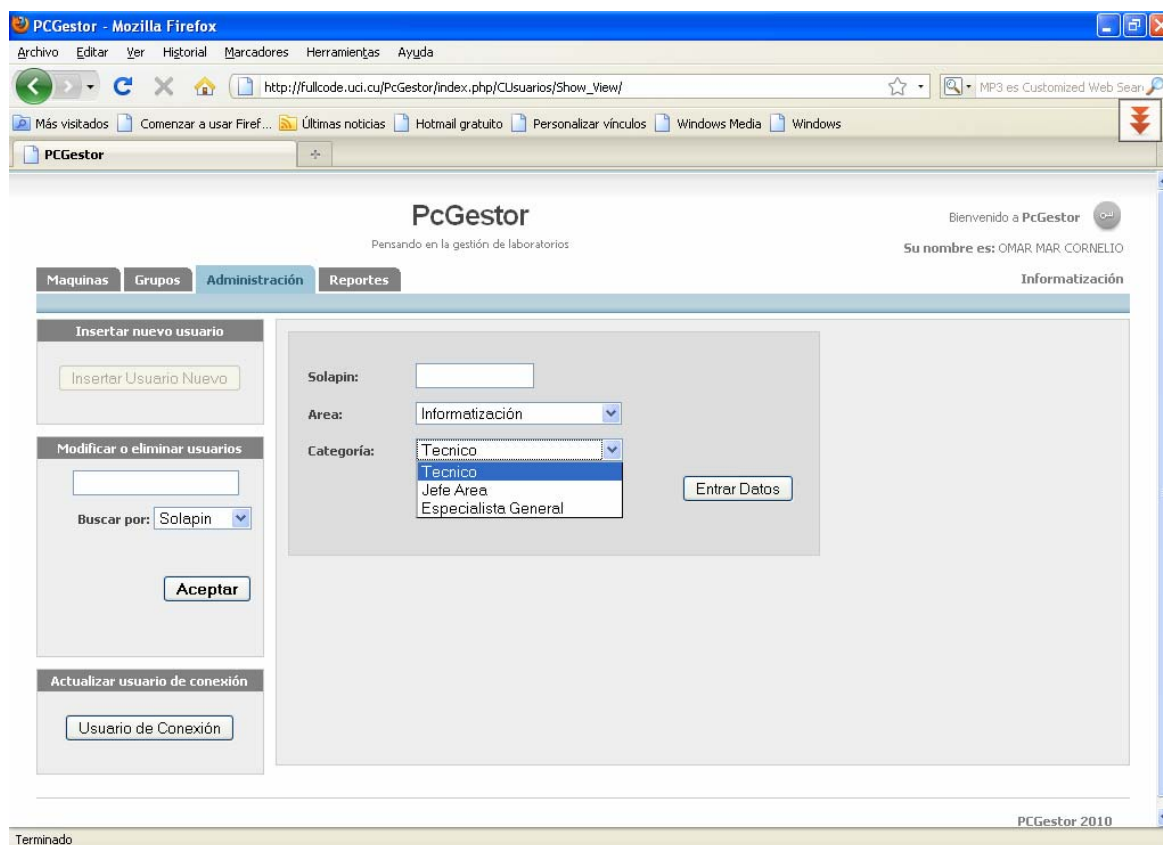 PCGestor - Mozilla Firefox
Archivo Editar Ver Historial Marcadores Herramientas Ayuda
http://fullcode.uci.cu/PcGestor/index.php/CUsuarios/Show_View/
MP3 es Customized Web Sear
Más visitados Comenzar a usar Firef... Últimas noticias Hotmail gratuito Personalizar vínculos Windows Media Windows
PCGestor
PcGestor
Pensando en la gestión de laboratorios
Bienvenido a PcGestor
Su nombre es: OMAR MAR CORNELIO
Maquinas Grupos Administración Reportes
Informatización
Insertar nuevo usuario
Insertar Usuario Nuevo
Modificar o eliminar usuarios
Buscar por: Solapin
Aceptar
Actualizar usuario de conexión
Usuario de Conexión
Solapin:
Area: Informatización
Categoría: Tecnico
Tecnico
Jefe Area
Especialista General
Entrar Datos
PCGestor 2010
Terminado